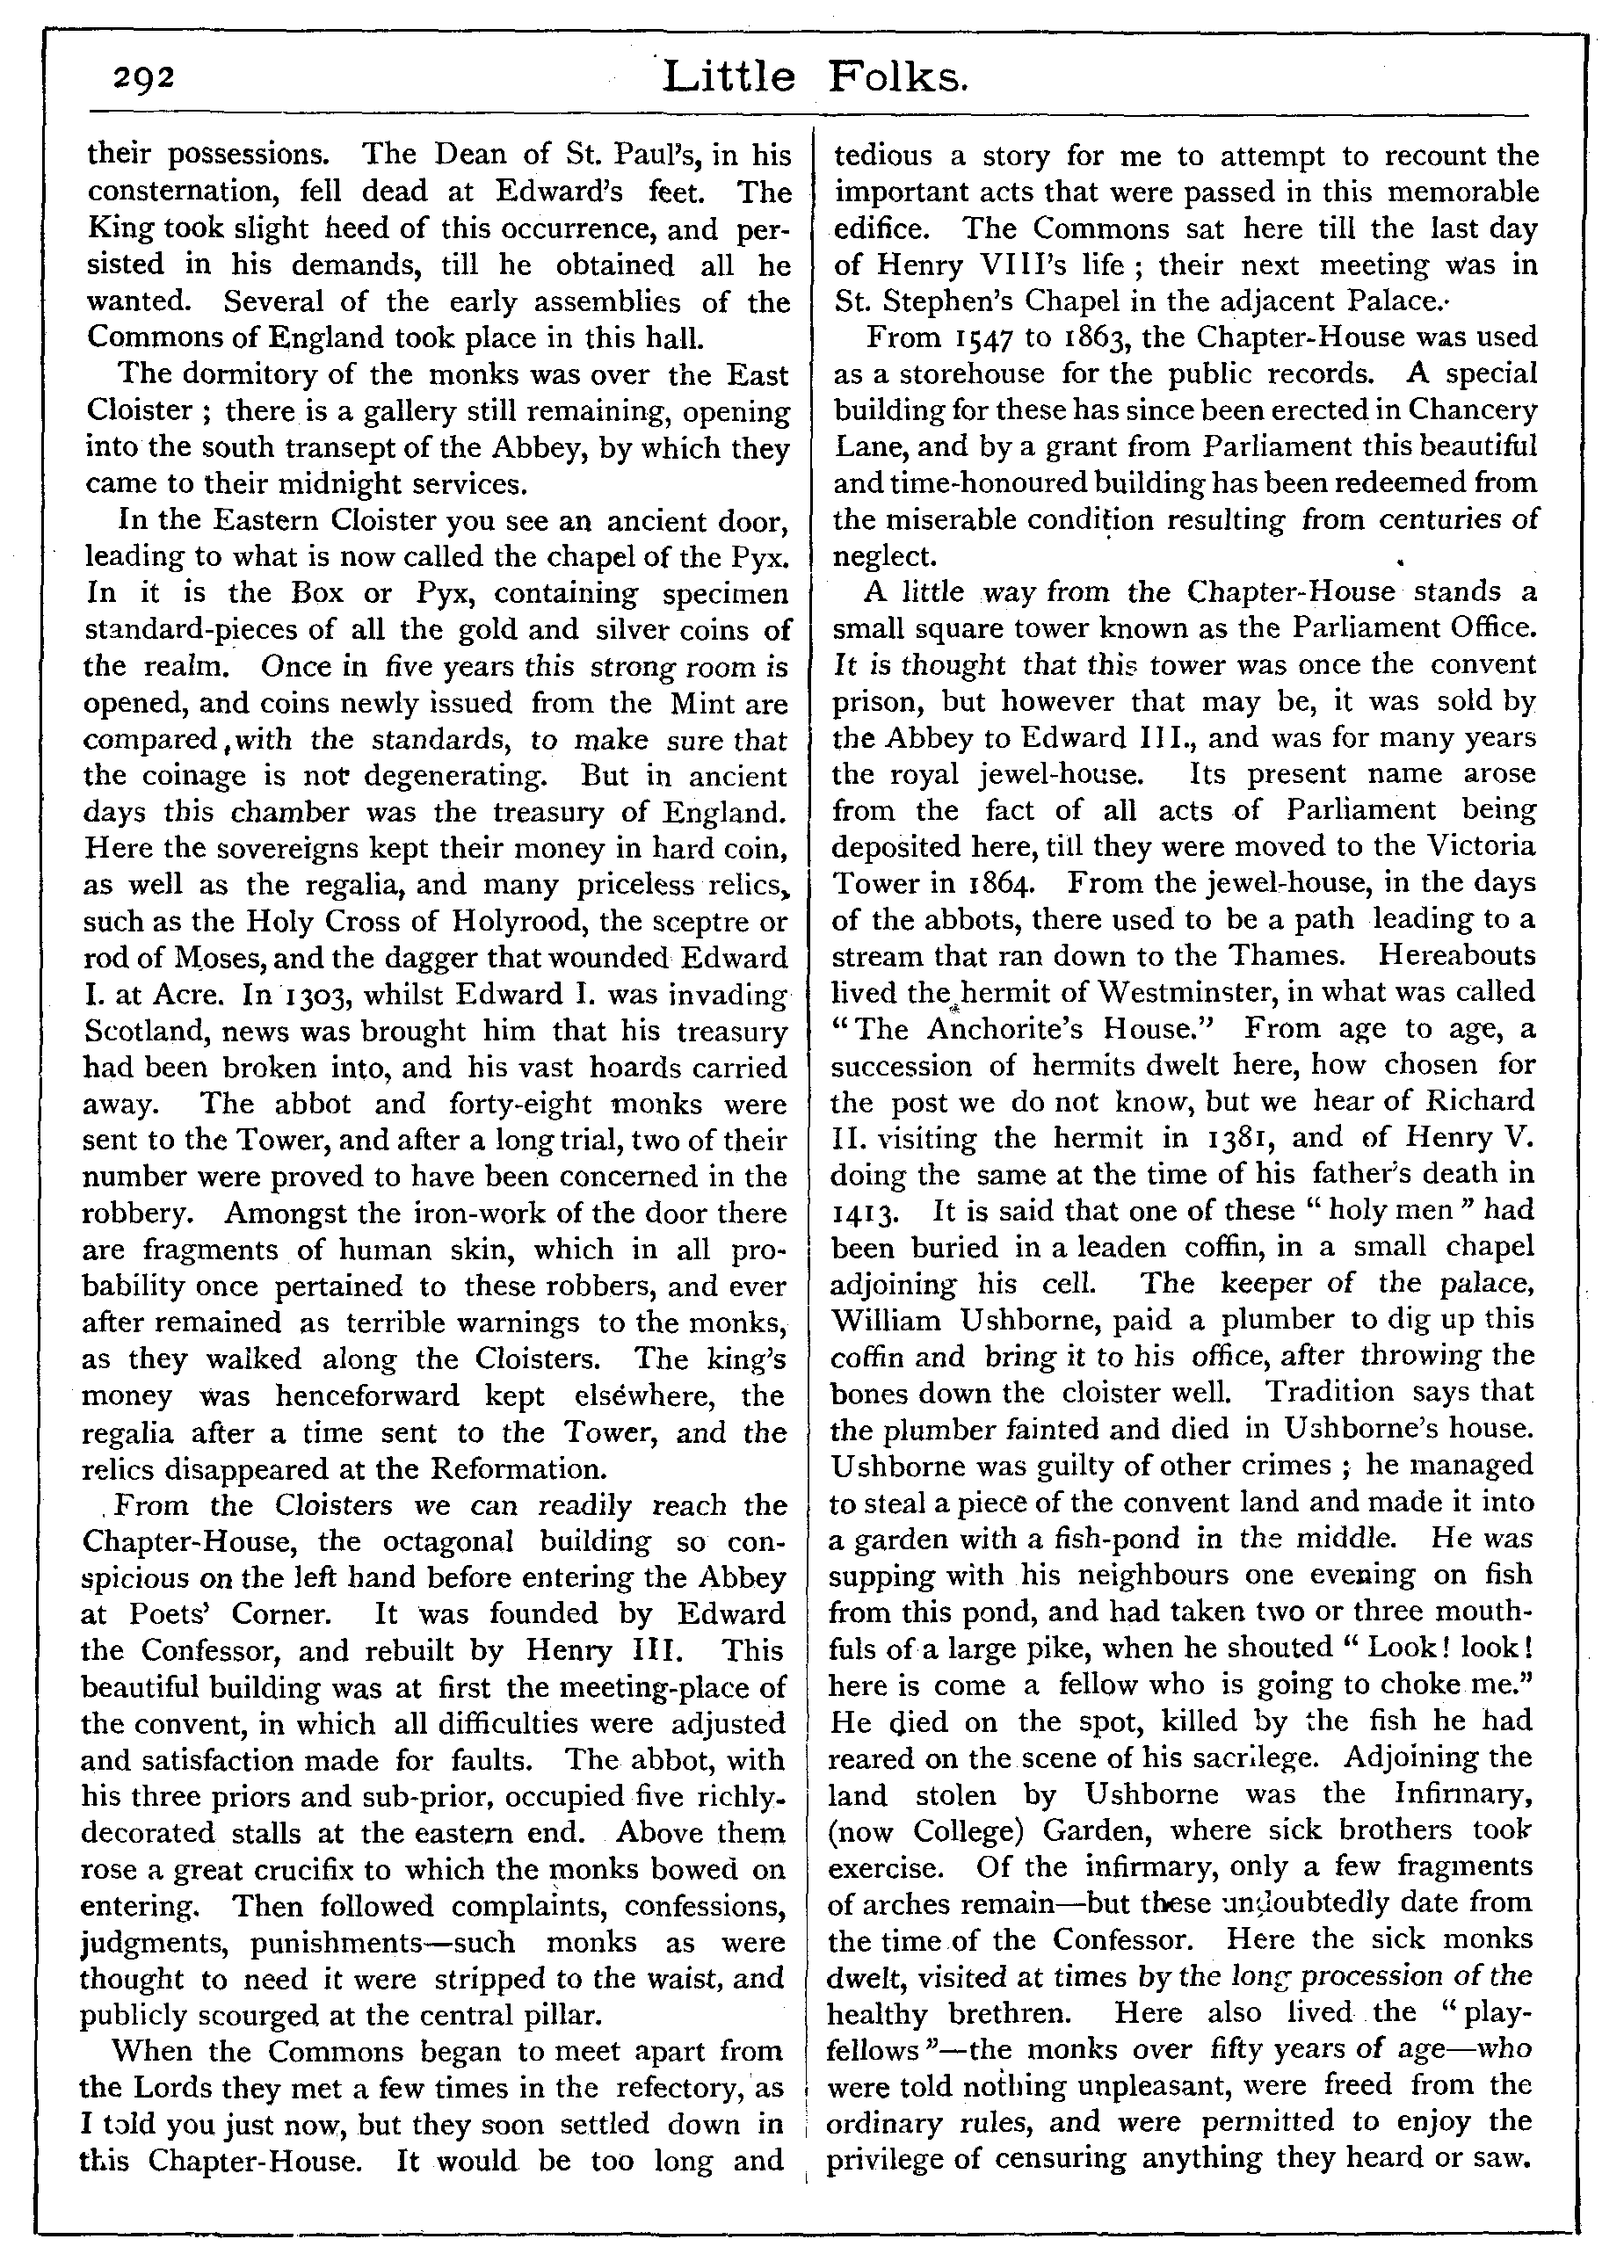 292
Little Folks.
their possessions. The Dean of St. Paul's, in his
consternation, fell dead at Edward's feet. The
King took slight heed of this occurrence, and per-
sisted in his demands, till he obtained all he
wanted. Several of the early assemblies of the
Commons of England took place in this hall.
The dormitory of the monks was over the East
Cloister ; there is a gallery still remaining, opening
into the south transept of the Abbey, by which they
came to their midnight services.
In the Eastern Cloister you see an ancient door,
leading to what is now called the chapel of the Pyx.
In it is the Box or Pyx, containing specimen
standard-pieces of all the gold and silver coins of
the realm. Once in five years this strong room is
opened, and coins newly issued from the Mint are
compared, with the standards, to make sure that
the coinage is not degenerating. But in ancient
days this chamber was the treasury of England.
Here the sovereigns kept their money in hard coin,
as well as the regalia, and many priceless relics,
such as the Holy Cross of Holyrood, the sceptre or
rod of Moses, and the dagger that wounded Edward
I. at Acre. In 1303, whilst Edward I. was invading
Scotland, news was brought him that his treasury
had been broken into, and his vast hoards carried
away. The abbot and forty-eight monks were
sent to the Tower, and after a long trial, two of their
number were proved to have been concerned in the
robbery. Amongst the iron-work of the door there
are fragments of human skin, which in all pro-
bability once pertained to these robbers, and ever
after remained as terrible warnings to the monks,
as they walked along the Cloisters. The king's
money was henceforward kept elsewhere, the
regalia after a time sent to the Tower, and the
relics disappeared at the Reformation.
From the Cloisters we can readily reach the
Chapter-House, the octagonal building so con-
spicious on the left hand before entering the Abbey
at Poets' Corner. It was founded by Edward
the Confessor, and rebuilt by Henry III. This
beautiful building was at first the meeting-place of
the convent, in which all difficulties were adjusted
and satisfaction made for faults. The abbot, with
his three priors and sub-prior, occupied five richly-
decorated stalls at the eastern end. Above them
rose a great crucifix to which the monks bowed on
entering. Then followed complaints, confessions,
judgments, punishments—such monks as were
thought to need it were stripped to the waist, and
publicly scourged at the central pillar.
When the Commons began to meet apart from
the Lords they met a few times in the refectory, as
I told you just now, but they soon settled down in
this Chapter-House. It would be too long and
tedious a story for me to attempt to recount the
important acts that were passed in this memorable
edifice. The Commons sat here till the last day
of Henry VIII's life ; their next meeting was in
St. Stephen's Chapel in the adjacent Palace.
From 1547 to 1863, the Chapter-House was used
as a storehouse for the public records. A special
building for these has since been erected in Chancery
Lane, and by a grant from Parliament this beautiful
and time-honoured building has been redeemed from
the miserable condition resulting from centuries of
neglect.
A little way from the Chapter-House stands a
small square tower known as the Parliament Office.
It is thought that this tower was once the convent
prison, but however that may be, it was sold by
the Abbey to Edward III., and was for many years
the royal jewel-house. Its present name arose
from the fact of all acts of Parliament being
deposited here, till they were moved to the Victoria
Tower in 1864. From the jewel-house, in the days
of the abbots, there used to be a path leading to a
stream that ran down to the Thames. Hereabouts
lived the hermit of Westminster, in what was called
"The Anchorite's House." From age to age, a
succession of hermits dwelt here, how chosen for
the post we do not know, but we hear of Richard
II. visiting the hermit in 1381, and of Henry V.
doing the same at the time of his father's death in
1413. It is said that one of these "holy men" had
been buried in a leaden coffin, in a small chapel
adjoining his cell. The keeper of the palace,
William Ushborne, paid a plumber to dig up this
coffin and bring it to his office, after throwing the
bones down the cloister well. Tradition says that
the plumber fainted and died in Ushborne's house.
Ushborne was guilty of other crimes ; he managed
to steal a piece of the convent land and made it into
a garden with a fish-pond in the middle. He was
supping with his neighbours one evening on fish
from this pond, and had taken two or three mouth-
fuls of a large pike, when he shouted "Look! look!
here is come a fellow who is going to choke me."
He died on the spot, killed by the fish he had
reared on the scene of his sacrilege. Adjoining the
land stolen by Ushborne was the Infirmary,
(now College) Garden, where sick brothers took
exercise. Of the infirmary, only a few fragments
of arches remain—but these undoubtedly date from
the time of the Confessor. Here the sick monks
dwelt, visited at times by the long procession of the
healthy brethren. Here also lived the "play-
fellows"—the monks over fifty years of age—who
were told nothing unpleasant, were freed from the
ordinary rules, and were permitted to enjoy the
privilege of censuring anything they heard or saw.